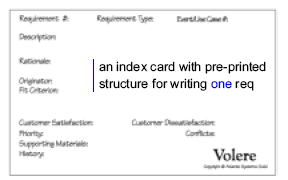 Requirement #: Requirement Type: Event/Use Case #:
Description:
Rationale:
an index card with pre-printed
Originator:
structure for writing one req
Fit Criterion:
Customer Satisfaction: Customer Dissatisfaction:
Priority: Conflicts:
Supporting Materials:
History:
Volere
Copyright © Atlantic Systems Guild